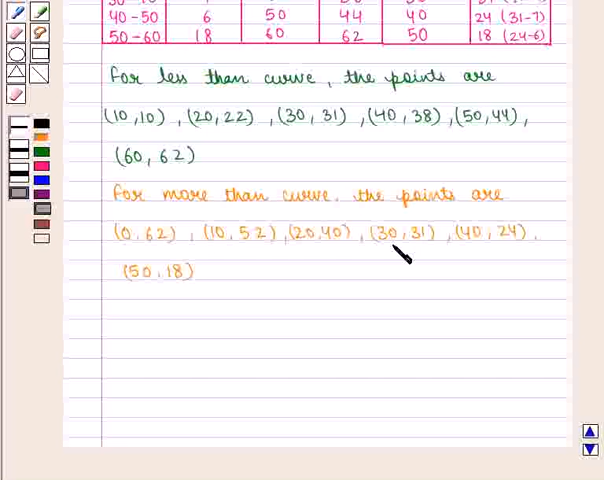 40-50 6 50 44 40 24 (31-7)
50-60 18 60 62 50 18 (24-6)
for less than curve, the points are
(10,10), (20,22), (30,31), (40,38), (50,44),
(60,62)
for more than curve, the points are
(0,62), (10,52), (20,40), (30,31), (40,24),
(50,18)